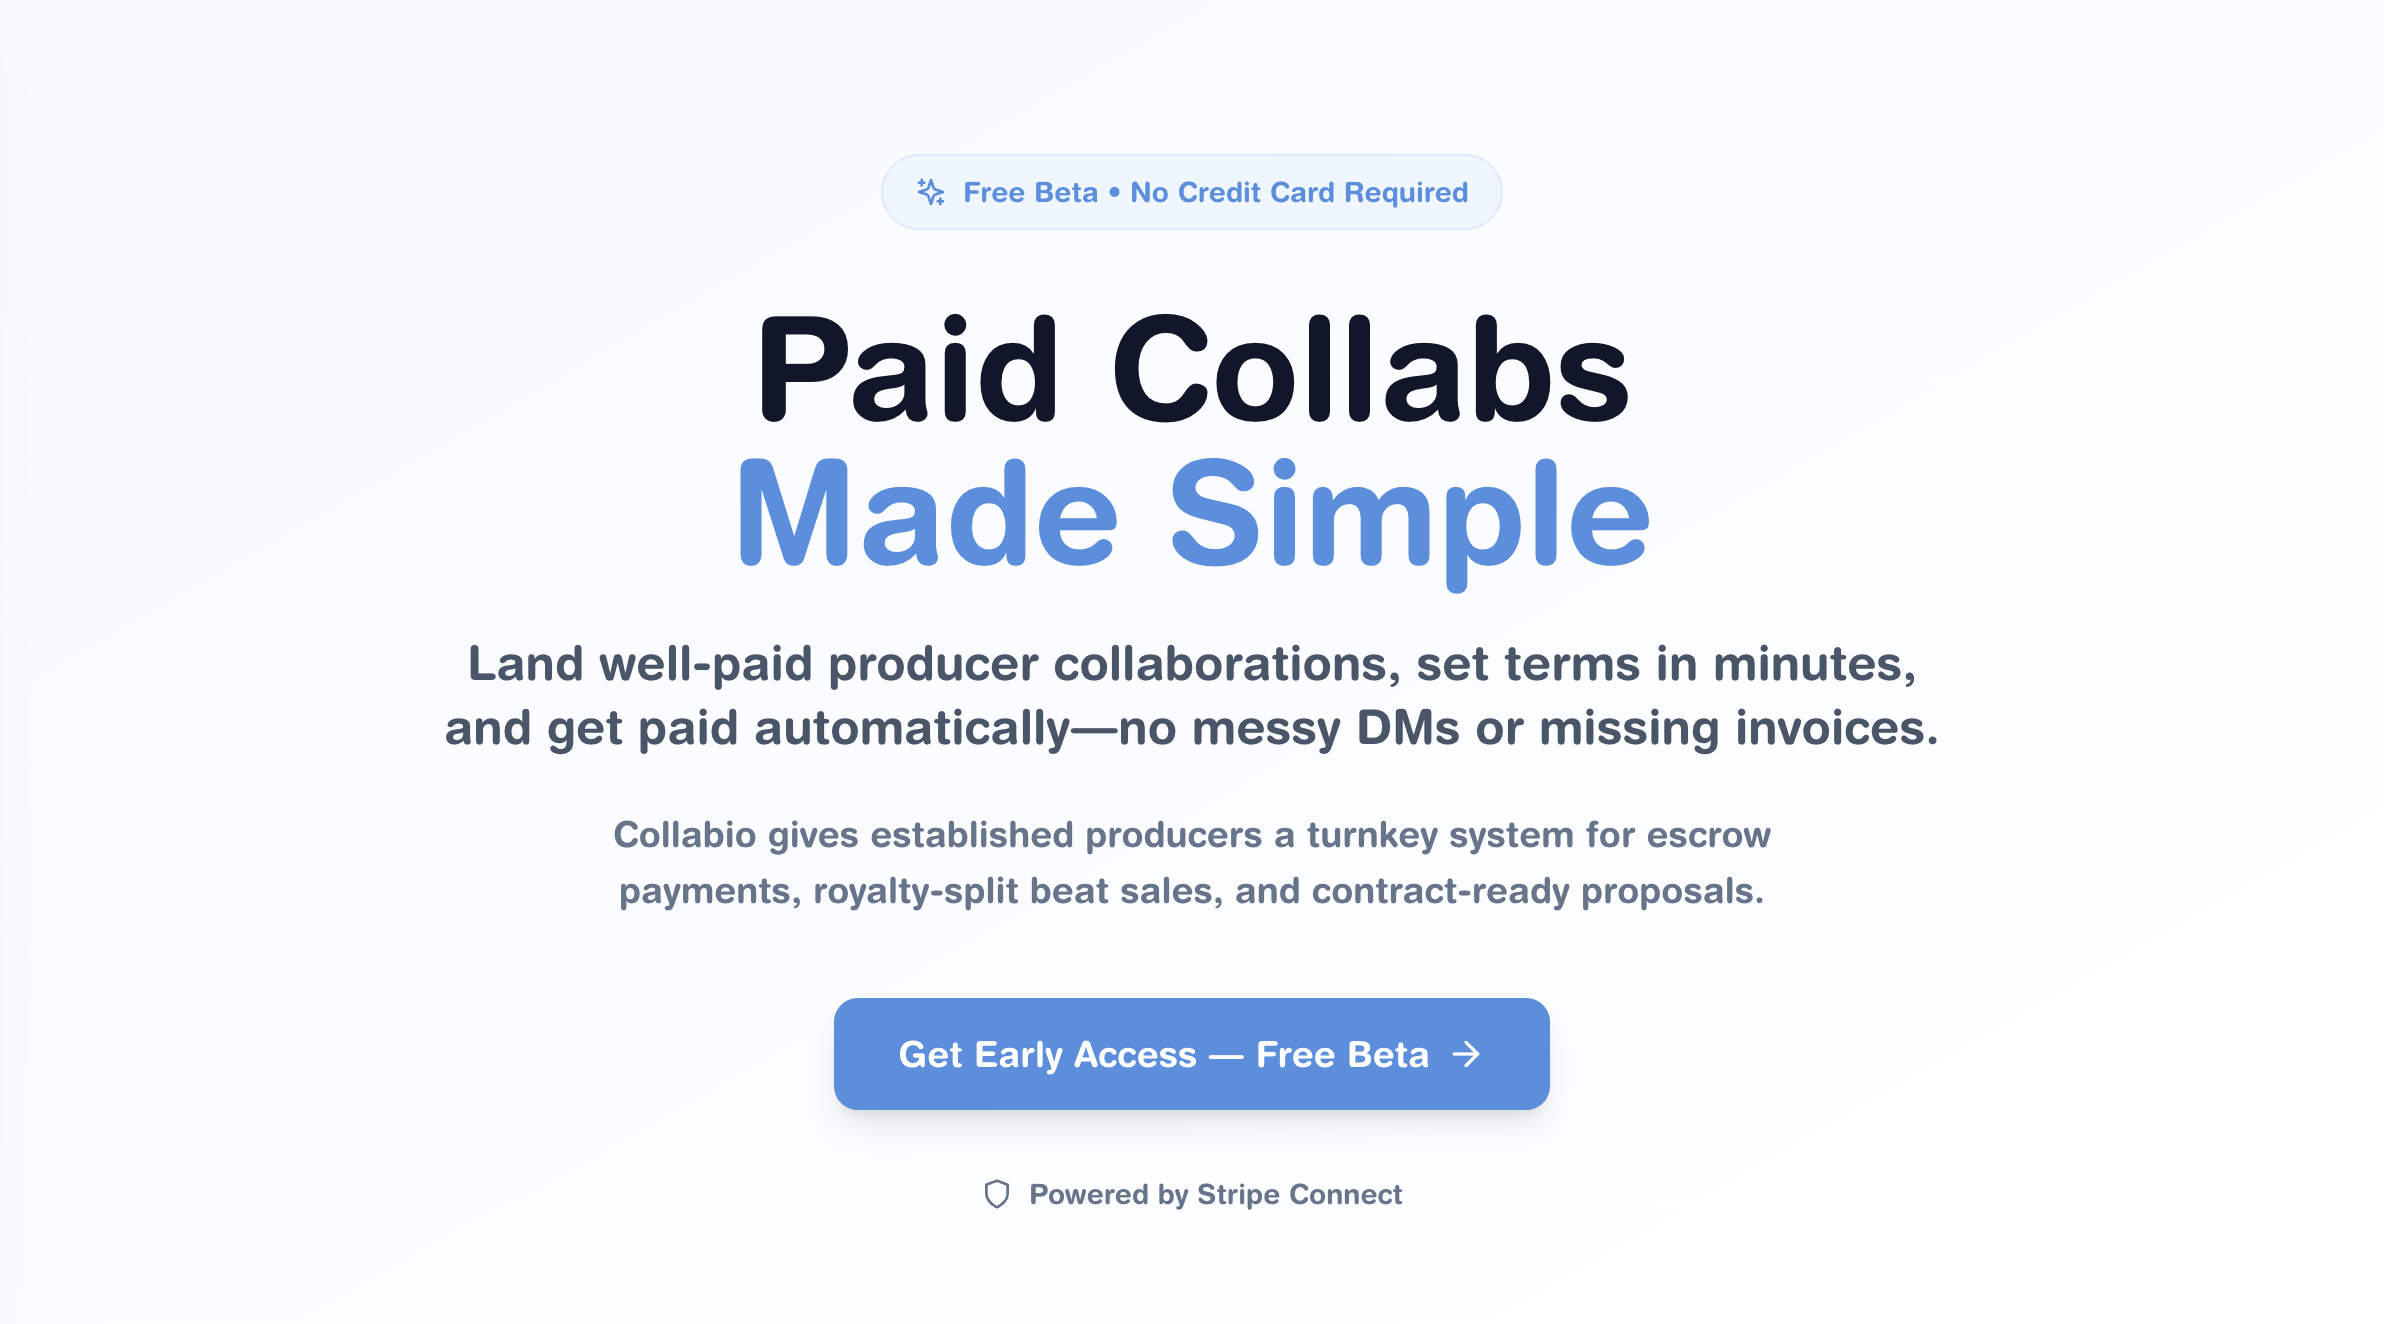 Free Beta • No Credit Card Required
Paid Collabs
Made Simple
Land well-paid producer collaborations, set terms in minutes,
and get paid automatically—no messy DMs or missing invoices.
Collabio gives established producers a turnkey system for escrow
payments, royalty-split beat sales, and contract-ready proposals.
Get Early Access — Free Beta →
Powered by Stripe Connect